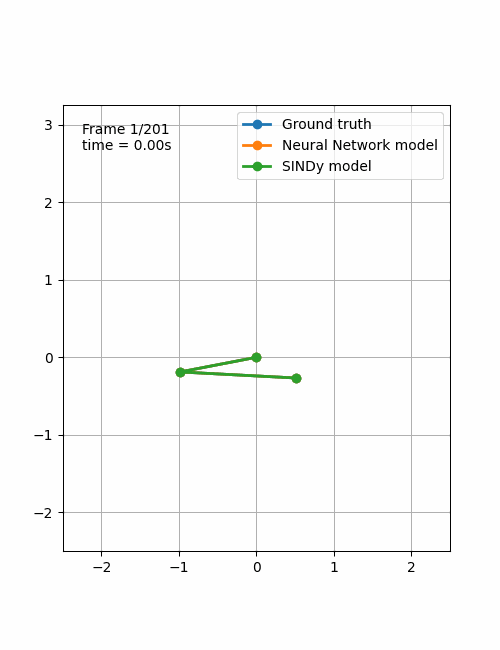 Frame 1/201
time = 0.00s
Ground truth
Neural Network model
SINDy model
3
2
1
0
−1
−2
−2
−1
0
1
2